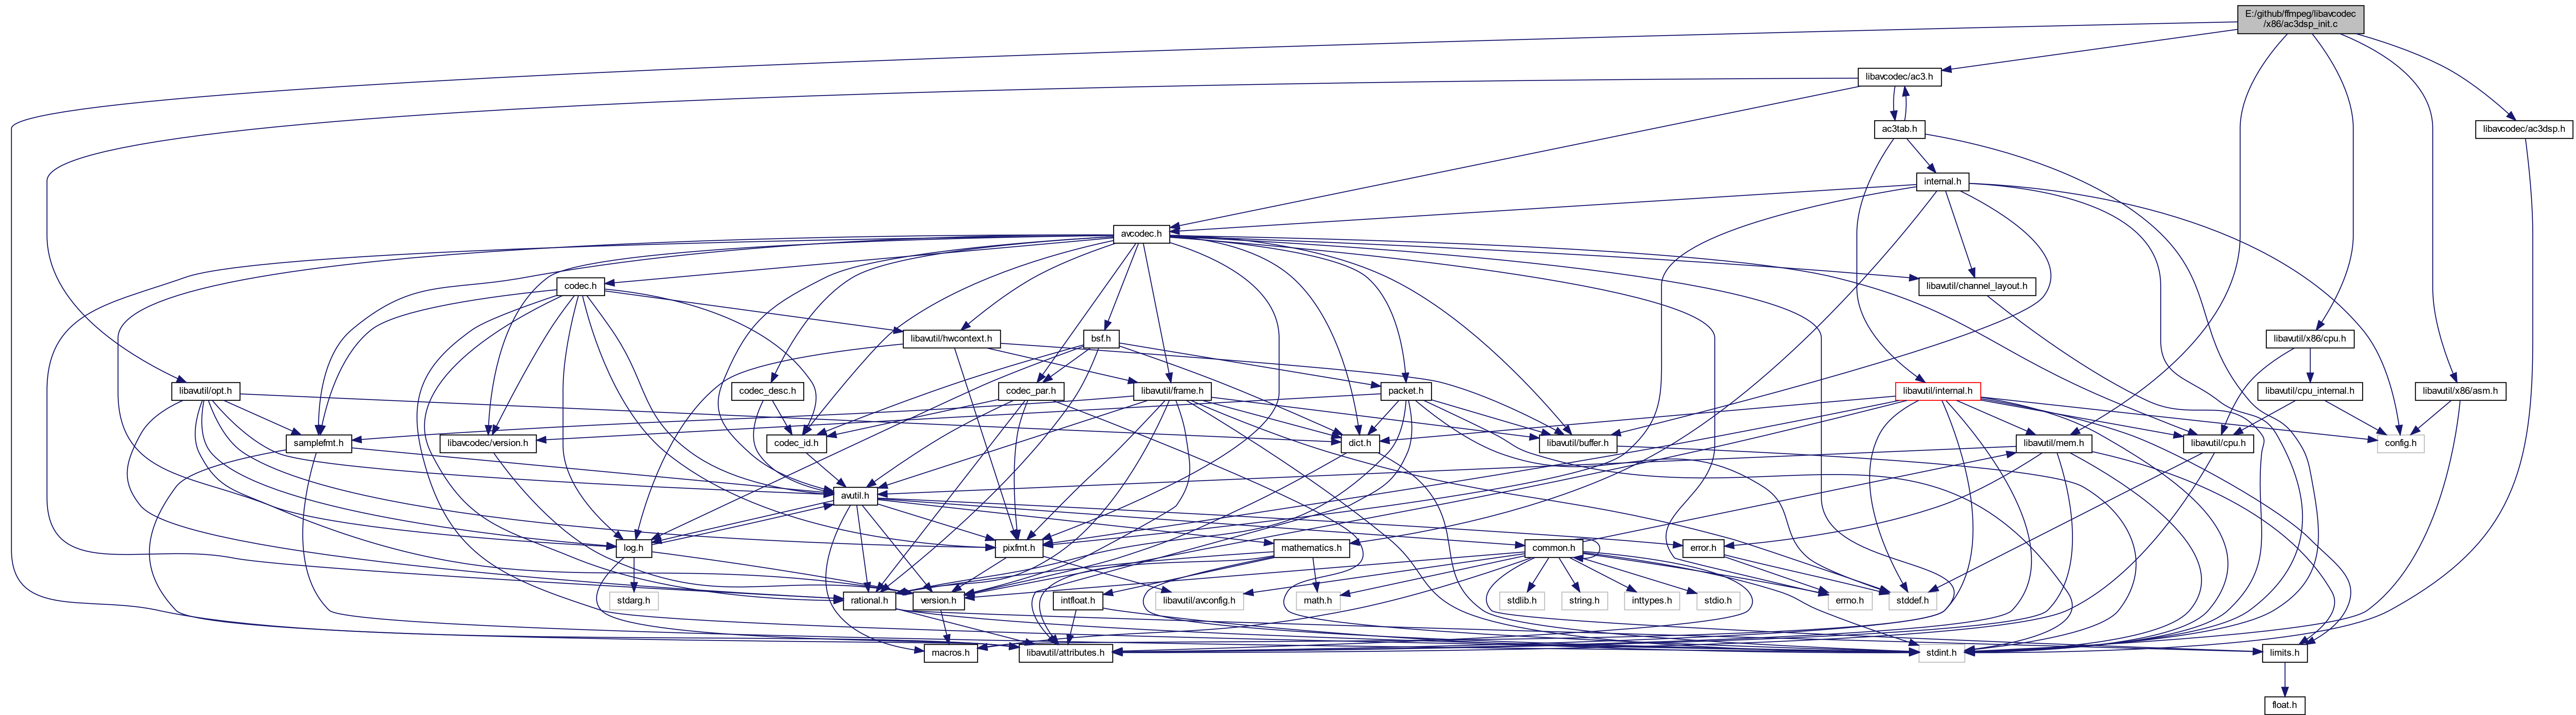 E:/github/ffmpeg/libavcodec
/x86/ac3dsp_init.c
libavcodec/ac3.h
ac3tab.h
libavcodec/ac3dsp.h
internal.h
avcodec.h
codec.h
libavutil/channel_layout.h
libavutil/hwcontext.h
bsf.h
libavutil/x86/cpu.h
libavutil/opt.h
codec_desc.h
codec_par.h
libavutil/frame.h
packet.h
libavutil/internal.h
libavutil/cpu_internal.h
libavutil/x86/asm.h
samplefmt.h
libavcodec/version.h
codec_id.h
dict.h
libavutil/buffer.h
libavutil/mem.h
libavutil/cpu.h
config.h
avutil.h
log.h
pixfmt.h
mathematics.h
common.h
error.h
stdarg.h
rational.h
version.h
intfloat.h
libavutil/avconfig.h
math.h
stdlib.h
string.h
inttypes.h
stdio.h
errno.h
stddef.h
macros.h
libavutil/attributes.h
stdint.h
limits.h
float.h